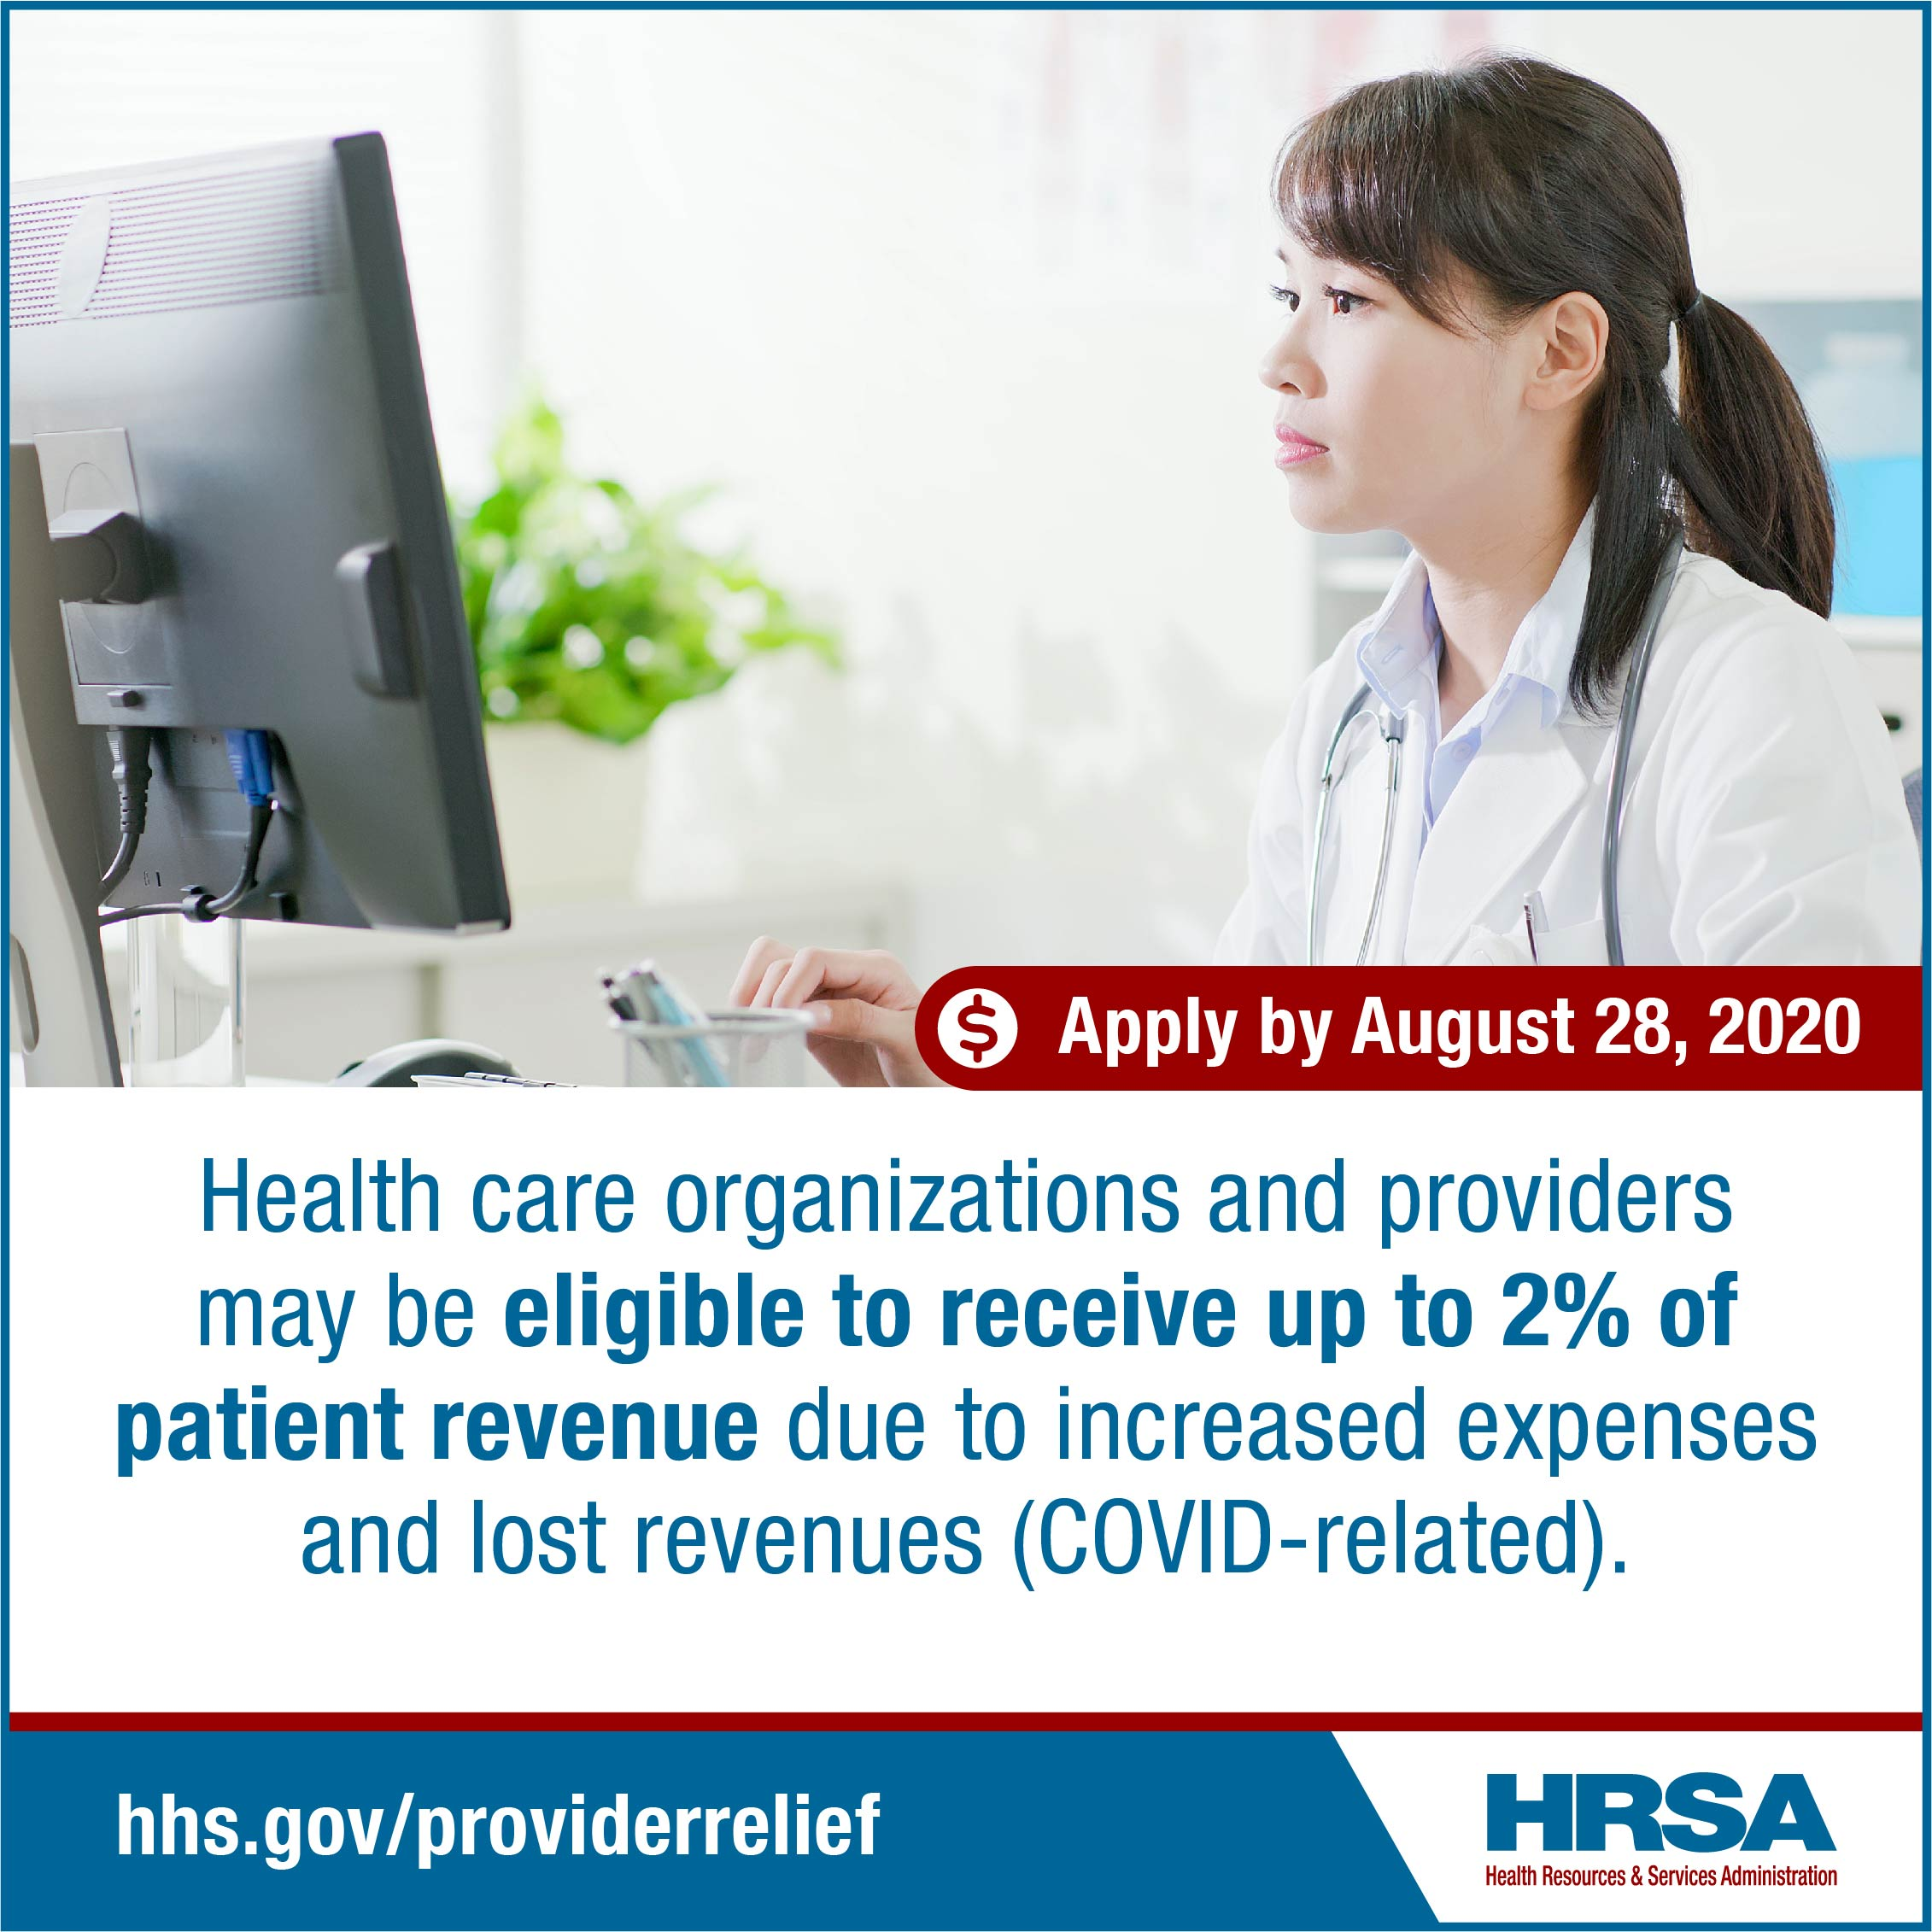 Apply by August 28, 2020
Health care organizations and providers
may be eligible to receive up to 2% of
patient revenue due to increased expenses
and lost revenues (COVID-related).
hhs.gov/providerrelief
HRSA
Health Resources & Services Administration